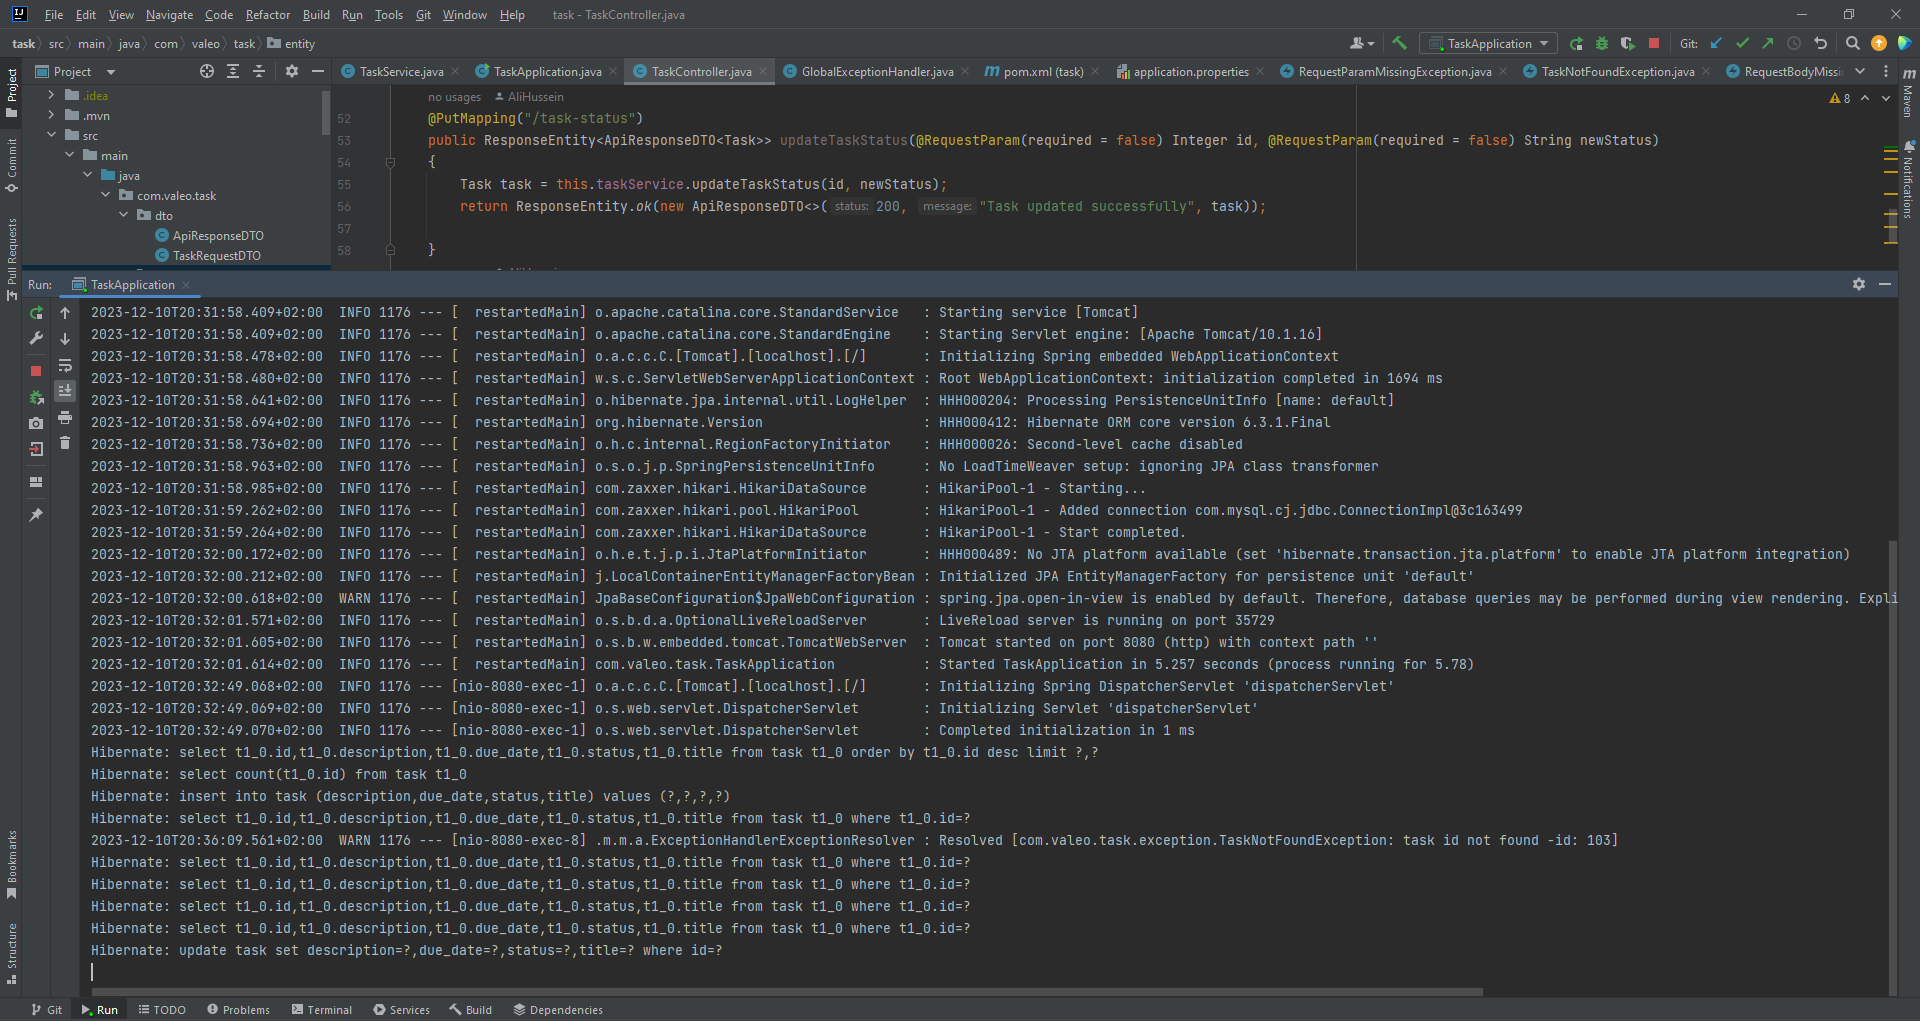 File Edit View Navigate Code Refactor Build Run Tools Git Window Help task - TaskController.java
task src main java com valeo task entity TaskApplication Git:
Project TaskService.java TaskApplication.java TaskController.java GlobalExceptionHandler.java pom.xml (task) application.properties RequestParamMissingException.java TaskNotFoundException.java RequestBodyMissi
.idea
.mvn
src
main
java
com.valeo.task
dto
ApiResponseDTO
TaskRequestDTO
no usages AliHussein
8
52 @PutMapping("/task-status")
53 public ResponseEntity<ApiResponseDTO<Task>> updateTaskStatus(@RequestParam(required = false) Integer id, @RequestParam(required = false) String newStatus)
54 {
55 Task task = this.taskService.updateTaskStatus(id, newStatus);
56 return ResponseEntity.ok(new ApiResponseDTO<>( status: 200, message: "Task updated successfully", task));
57
58 }
Project
Commit
Pull Requests
Bookmarks
Structure
Maven
Notifications
Run: TaskApplication
2023-12-10T20:31:58.409+02:00  INFO 1176 --- [  restartedMain] o.apache.catalina.core.StandardService   : Starting service [Tomcat]
2023-12-10T20:31:58.409+02:00  INFO 1176 --- [  restartedMain] o.apache.catalina.core.StandardEngine    : Starting Servlet engine: [Apache Tomcat/10.1.16]
2023-12-10T20:31:58.478+02:00  INFO 1176 --- [  restartedMain] o.a.c.c.C.[Tomcat].[localhost].[/]       : Initializing Spring embedded WebApplicationContext
2023-12-10T20:31:58.480+02:00  INFO 1176 --- [  restartedMain] w.s.c.ServletWebServerApplicationContext : Root WebApplicationContext: initialization completed in 1694 ms
2023-12-10T20:31:58.641+02:00  INFO 1176 --- [  restartedMain] o.hibernate.jpa.internal.util.LogHelper  : HHH000204: Processing PersistenceUnitInfo [name: default]
2023-12-10T20:31:58.694+02:00  INFO 1176 --- [  restartedMain] org.hibernate.Version                    : HHH000412: Hibernate ORM core version 6.3.1.Final
2023-12-10T20:31:58.736+02:00  INFO 1176 --- [  restartedMain] o.h.c.internal.RegionFactoryInitiator    : HHH000026: Second-level cache disabled
2023-12-10T20:31:58.963+02:00  INFO 1176 --- [  restartedMain] o.s.o.j.p.SpringPersistenceUnitInfo      : No LoadTimeWeaver setup: ignoring JPA class transformer
2023-12-10T20:31:58.985+02:00  INFO 1176 --- [  restartedMain] com.zaxxer.hikari.HikariDataSource       : HikariPool-1 - Starting...
2023-12-10T20:31:59.262+02:00  INFO 1176 --- [  restartedMain] com.zaxxer.hikari.pool.HikariPool        : HikariPool-1 - Added connection com.mysql.cj.jdbc.ConnectionImpl@3c163499
2023-12-10T20:31:59.264+02:00  INFO 1176 --- [  restartedMain] com.zaxxer.hikari.HikariDataSource       : HikariPool-1 - Start completed.
2023-12-10T20:32:00.172+02:00  INFO 1176 --- [  restartedMain] o.h.e.t.j.p.i.JtaPlatformInitiator       : HHH000489: No JTA platform available (set 'hibernate.transaction.jta.platform' to enable JTA platform integration)
2023-12-10T20:32:00.212+02:00  INFO 1176 --- [  restartedMain] j.LocalContainerEntityManagerFactoryBean : Initialized JPA EntityManagerFactory for persistence unit 'default'
2023-12-10T20:32:00.618+02:00  WARN 1176 --- [  restartedMain] JpaBaseConfiguration$JpaWebConfiguration : spring.jpa.open-in-view is enabled by default. Therefore, database queries may be performed during view rendering. Expli
2023-12-10T20:32:01.571+02:00  INFO 1176 --- [  restartedMain] o.s.b.d.a.OptionalLiveReloadServer       : LiveReload server is running on port 35729
2023-12-10T20:32:01.605+02:00  INFO 1176 --- [  restartedMain] o.s.b.w.embedded.tomcat.TomcatWebServer  : Tomcat started on port 8080 (http) with context path ''
2023-12-10T20:32:01.614+02:00  INFO 1176 --- [  restartedMain] com.valeo.task.TaskApplication           : Started TaskApplication in 5.257 seconds (process running for 5.78)
2023-12-10T20:32:49.068+02:00  INFO 1176 --- [nio-8080-exec-1] o.a.c.c.C.[Tomcat].[localhost].[/]       : Initializing Spring DispatcherServlet 'dispatcherServlet'
2023-12-10T20:32:49.069+02:00  INFO 1176 --- [nio-8080-exec-1] o.s.web.servlet.DispatcherServlet        : Initializing Servlet 'dispatcherServlet'
2023-12-10T20:32:49.070+02:00  INFO 1176 --- [nio-8080-exec-1] o.s.web.servlet.DispatcherServlet        : Completed initialization in 1 ms
Hibernate: select t1_0.id,t1_0.description,t1_0.due_date,t1_0.status,t1_0.title from task t1_0 order by t1_0.id desc limit ?,?
Hibernate: select count(t1_0.id) from task t1_0
Hibernate: insert into task (description,due_date,status,title) values (?,?,?,?)
Hibernate: select t1_0.id,t1_0.description,t1_0.due_date,t1_0.status,t1_0.title from task t1_0 where t1_0.id=?
2023-12-10T20:36:09.561+02:00  WARN 1176 --- [nio-8080-exec-8] .m.m.a.ExceptionHandlerExceptionResolver : Resolved [com.valeo.task.exception.TaskNotFoundException: task id not found -id: 103]
Hibernate: select t1_0.id,t1_0.description,t1_0.due_date,t1_0.status,t1_0.title from task t1_0 where t1_0.id=?
Hibernate: select t1_0.id,t1_0.description,t1_0.due_date,t1_0.status,t1_0.title from task t1_0 where t1_0.id=?
Hibernate: select t1_0.id,t1_0.description,t1_0.due_date,t1_0.status,t1_0.title from task t1_0 where t1_0.id=?
Hibernate: select t1_0.id,t1_0.description,t1_0.due_date,t1_0.status,t1_0.title from task t1_0 where t1_0.id=?
Hibernate: update task set description=?,due_date=?,status=?,title=? where id=?
Git Run TODO Problems Terminal Services Build Dependencies